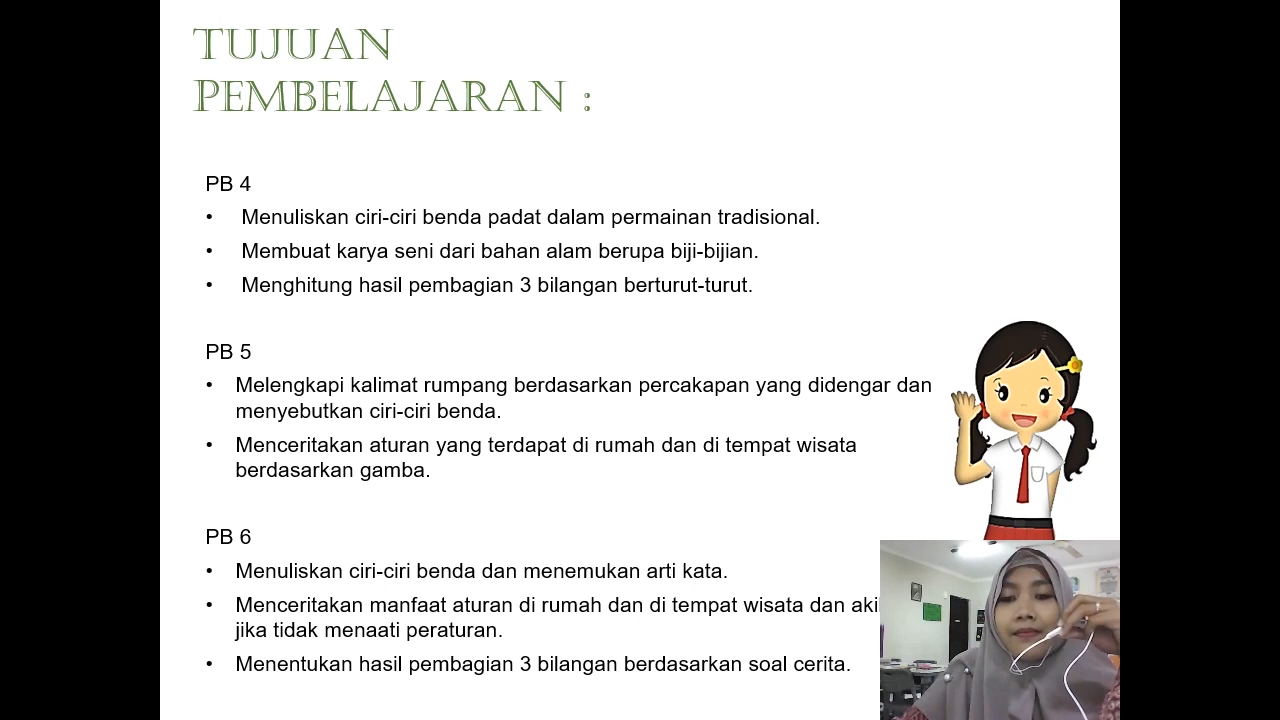 TUJUAN
PEMBELAJARAN :
PB 4
• Menuliskan ciri-ciri benda padat dalam permainan tradisional.
• Membuat karya seni dari bahan alam berupa biji-bijian.
• Menghitung hasil pembagian 3 bilangan berturut-turut.
PB 5
• Melengkapi kalimat rumpang berdasarkan percakapan yang didengar dan
menyebutkan ciri-ciri benda.
• Menceritakan aturan yang terdapat di rumah dan di tempat wisata
berdasarkan gamba.
PB 6
• Menuliskan ciri-ciri benda dan menemukan arti kata.
• Menceritakan manfaat aturan di rumah dan di tempat wisata dan
jika tidak menaati peraturan.
• Menentukan hasil pembagian 3 bilangan berdasarkan soal cerita.